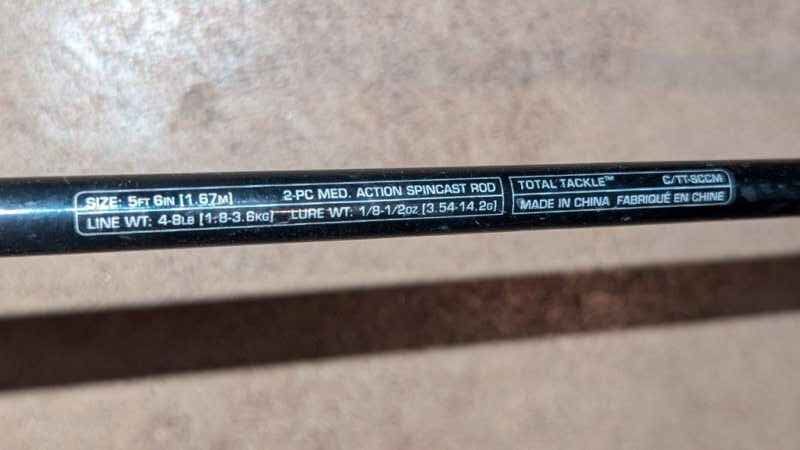 SIZE: 5FT 6IN [1.67M] 2-PC MED. ACTION SPINCAST ROD
LINE WT: 4-8LB [1.8-3.6KG] LURE WT: 1/8-1/2OZ [3.54-14.2G]
TOTAL TACKLE™ C/TT-SCCM
MADE IN CHINA FABRIQUÉ EN CHINE